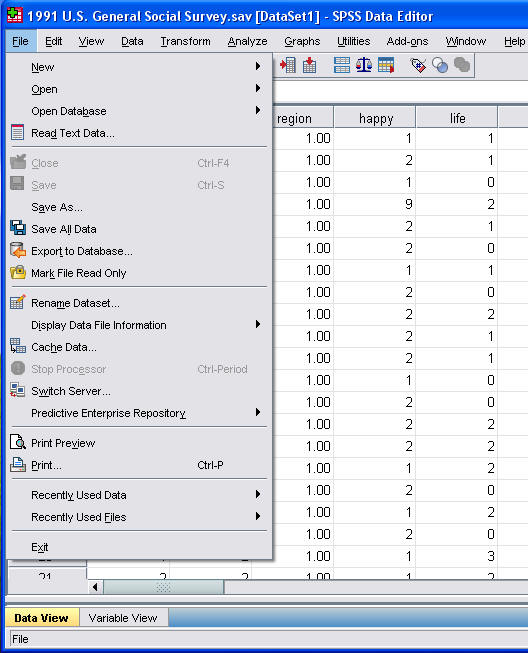 1991 U.S. General Social Survey.sav [DataSet1] - SPSS Data Editor
File Edit View Data Transform Analyze Graphs Utilities Add-ons Window Help
New
Open
Open Database
Read Text Data...
Close Ctrl-F4
Save Ctrl-S
Save As...
Save All Data
Export to Database...
Mark File Read Only
Rename Dataset...
Display Data File Information
Cache Data...
Stop Processor Ctrl-Period
Switch Server...
Predictive Enterprise Repository
Print Preview
Print... Ctrl-P
Recently Used Data
Recently Used Files
Exit
region happy life
1.00 1 1
1.00 2 1
1.00 1 0
1.00 9 2
1.00 2 1
1.00 2 0
1.00 1 1
1.00 2 0
1.00 2 2
1.00 2 1
1.00 2 1
1.00 1 0
1.00 2 0
1.00 2 2
1.00 2 2
1.00 1 2
1.00 2 0
1.00 1 2
1.00 2 0
1.00 1 3
21 2 2 1.00 1 2
Data View Variable View
File